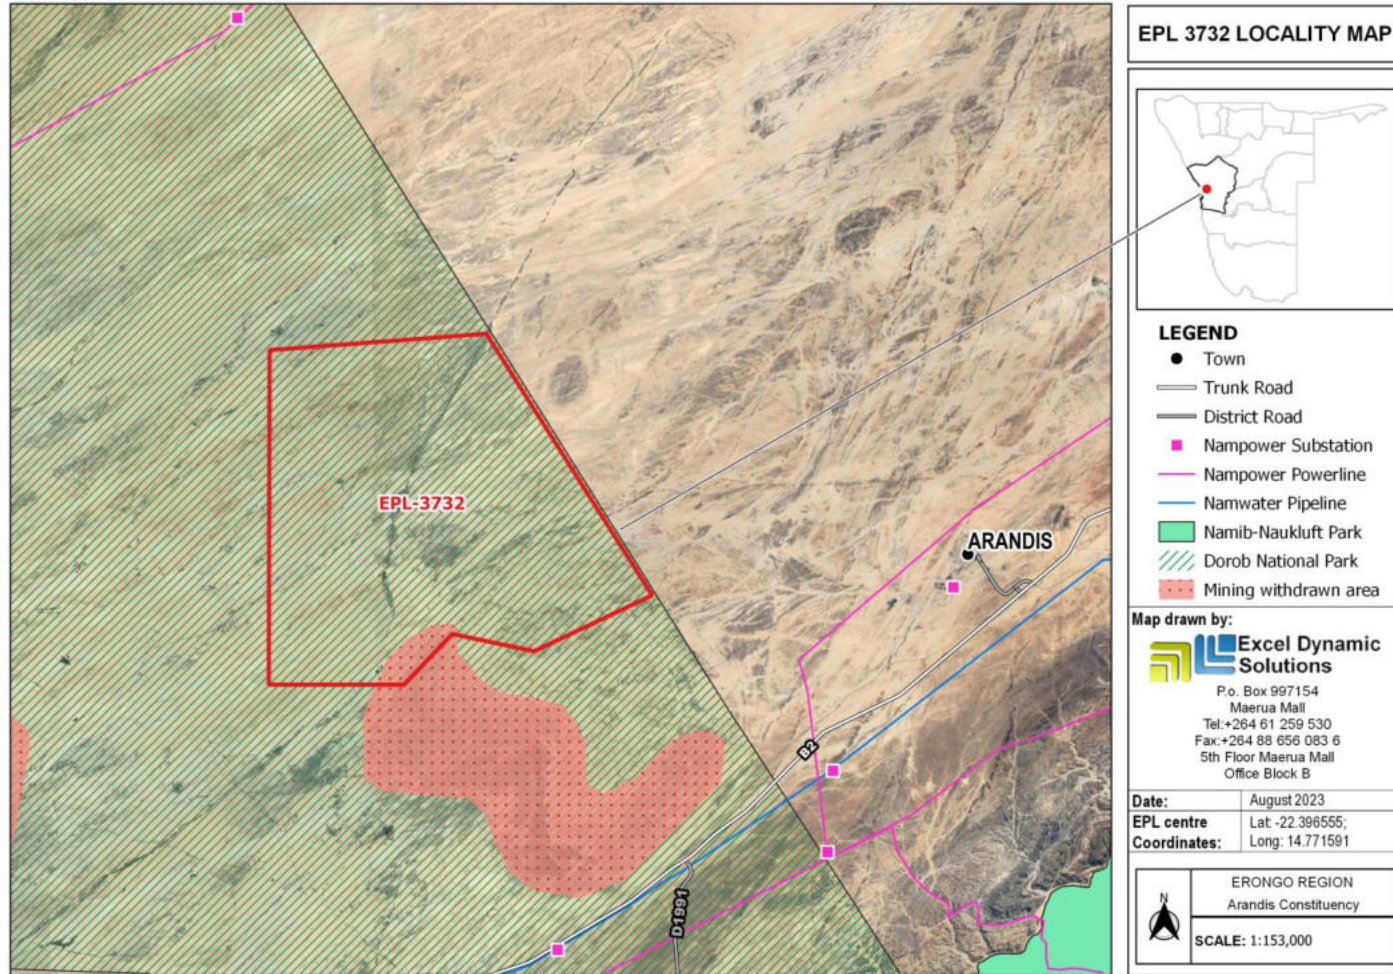 EPL 3732 LOCALITY MAP
EPL-3732
ARANDIS
B2
D1991
LEGEND
Town
Trunk Road
District Road
Nampower Substation
Nampower Powerline
Namwater Pipeline
Namib-Naukluft Park
Dorob National Park
Mining withdrawn area
Map drawn by:
Excel Dynamic
Solutions
P.o. Box 997154
Maerua Mall
Tel:+264 61 259 530
Fax:+264 88 656 083 6
5th Floor Maerua Mall
Office Block B
Date: August 2023
EPL centre Lat -22.396555;
Coordinates: Long: 14.771591
N
ERONGO REGION
Arandis Constituency
SCALE: 1:153,000